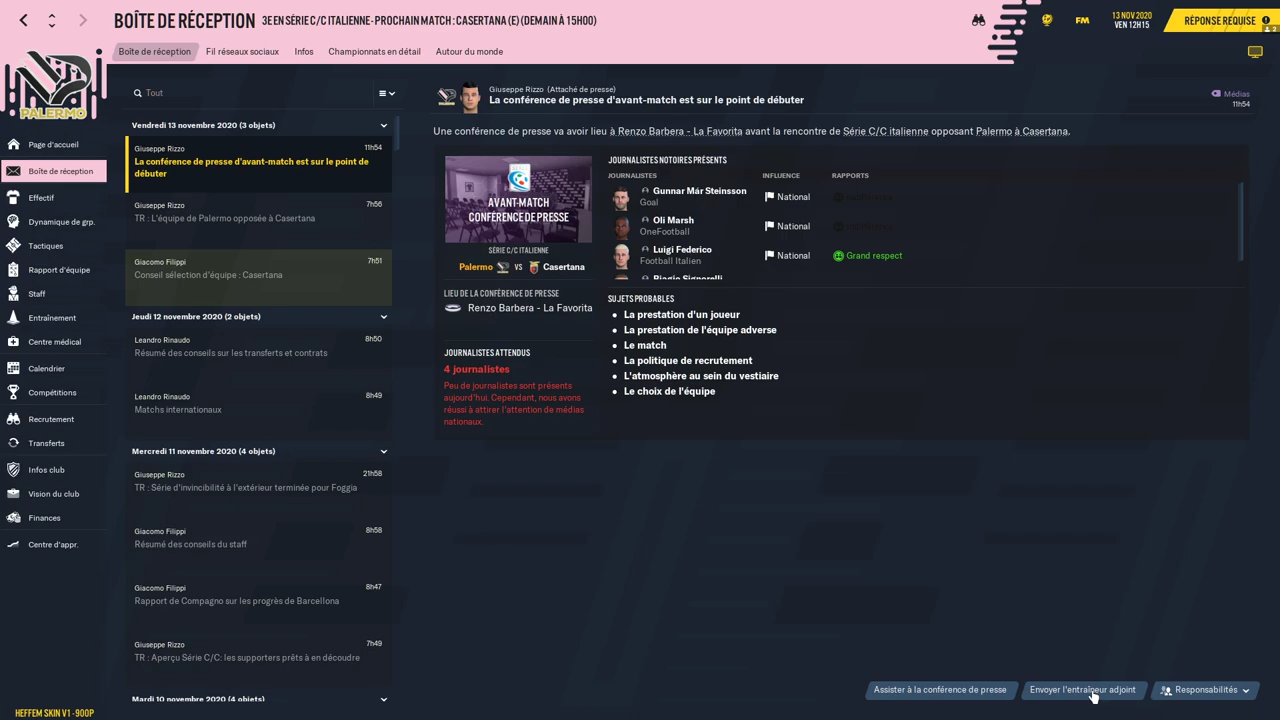 BOÎTE DE RÉCEPTION
3E EN SÉRIE C/C ITALIENNE - PROCHAIN MATCH : CASERTANA (E) (DEMAIN À 15H00)
FM
13 NOV 2020
VEN 12H15
RÉPONSE REQUISE
Boîte de réception
Fil réseaux sociaux
Infos
Championnats en détail
Autour du monde
PALERMO
Page d'accueil
Boîte de réception
Effectif
Dynamique de grp.
Tactiques
Rapport d'équipe
Staff
Entraînement
Centre médical
Calendrier
Compétitions
Recrutement
Transferts
Infos club
Vision du club
Finances
Centre d'appr.
HEFFEM SKIN V1 - 900P
Tout
Vendredi 13 novembre 2020 (3 objets)
Giuseppe Rizzo 11h54
La conférence de presse d'avant-match est sur le point de
débuter
Giuseppe Rizzo 7h56
TR : L'équipe de Palermo opposée à Casertana
Giacomo Filippi 7h51
Conseil sélection d'équipe : Casertana
Jeudi 12 novembre 2020 (2 objets)
Leandro Rinaudo 8h50
Résumé des conseils sur les transferts et contrats
Leandro Rinaudo 8h49
Matchs internationaux
Mercredi 11 novembre 2020 (4 objets)
Giuseppe Rizzo 21h58
TR : Série d'invincibilité à l'extérieur terminée pour Foggia
Giacomo Filippi 8h58
Résumé des conseils du staff
Giacomo Filippi 8h47
Rapport de Compagno sur les progrès de Barcellona
Giuseppe Rizzo 7h49
TR : Aperçu Série C/C: les supporters prêts à en découdre
Mardi 10 novembre 2020 (4 objets)
Giuseppe Rizzo (Attaché de presse)
La conférence de presse d'avant-match est sur le point de débuter
Médias
11h54
Une conférence de presse va avoir lieu à Renzo Barbera - La Favorita avant la rencontre de Série C/C italienne opposant Palermo à Casertana.
AVANT-MATCH
CONFÉRENCE DE PRESSE
SÉRIE C/C ITALIENNE
Palermo VS Casertana
LIEU DE LA CONFÉRENCE DE PRESSE
Renzo Barbera - La Favorita
JOURNALISTES ATTENDUS
4 journalistes
Peu de journalistes sont présents
aujourd'hui. Cependant, nous avons
réussi à attirer l'attention de médias
nationaux.
JOURNALISTES NOTOIRES PRÉSENTS
JOURNALISTES INFLUENCE RAPPORTS
Gunnar Már Steinsson
Goal
National
Oli Marsh
OneFootball
National
Luigi Federico
Football Italien
National
Grand respect
Biagio Signorelli
SUJETS PROBABLES
La prestation d'un joueur
La prestation de l'équipe adverse
Le match
La politique de recrutement
L'atmosphère au sein du vestiaire
Le choix de l'équipe
Assister à la conférence de presse
Envoyer l'entraîneur adjoint
Responsabilités